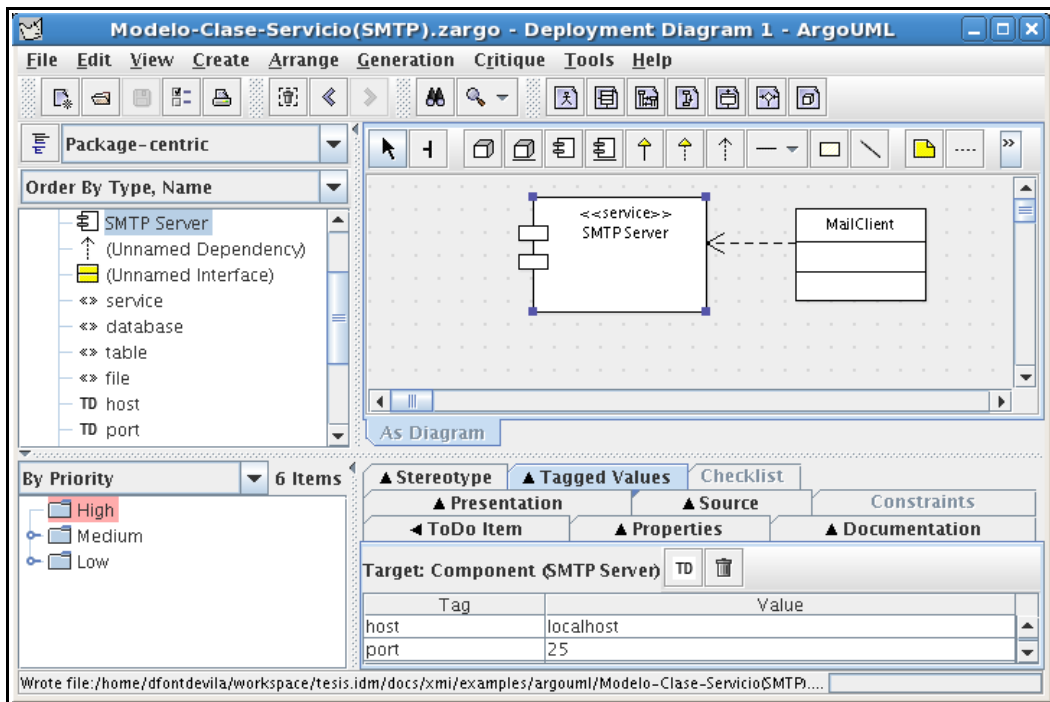 Modelo-Clase-Servicio(SMTP).zargo - Deployment Diagram 1 - ArgoUML
File Edit View Create Arrange Generation Critique Tools Help
Package-centric
Order By Type, Name
SMTP Server
(Unnamed Dependency)
(Unnamed Interface)
«» service
«» database
«» table
«» file
TD host
TD port
<<service>>
SMTP Server
MailClient
As Diagram
By Priority 6 Items
High
Medium
Low
Stereotype Tagged Values Checklist
Presentation Source Constraints
ToDo Item Properties Documentation
Target: Component (SMTP Server) TD
Tag Value
host localhost
port 25
Wrote file:/home/dfontdevila/workspace/tesis.idm/docs/xmi/examples/argouml/Modelo-Clase-Servicio(SMTP)....